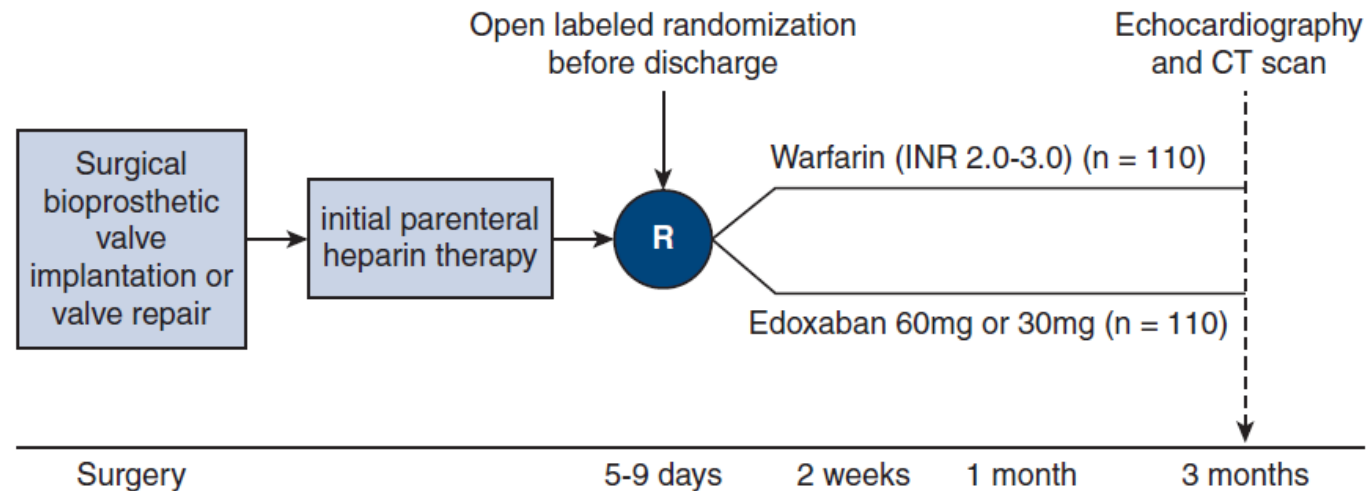 Open labeled randomization
before discharge
Echocardiography
and CT scan
Surgical
bioprosthetic
valve
implantation or
valve repair
initial parenteral
heparin therapy
R
Warfarin (INR 2.0-3.0) (n = 110)
Edoxaban 60mg or 30mg (n = 110)
Surgery
5-9 days
2 weeks
1 month
3 months